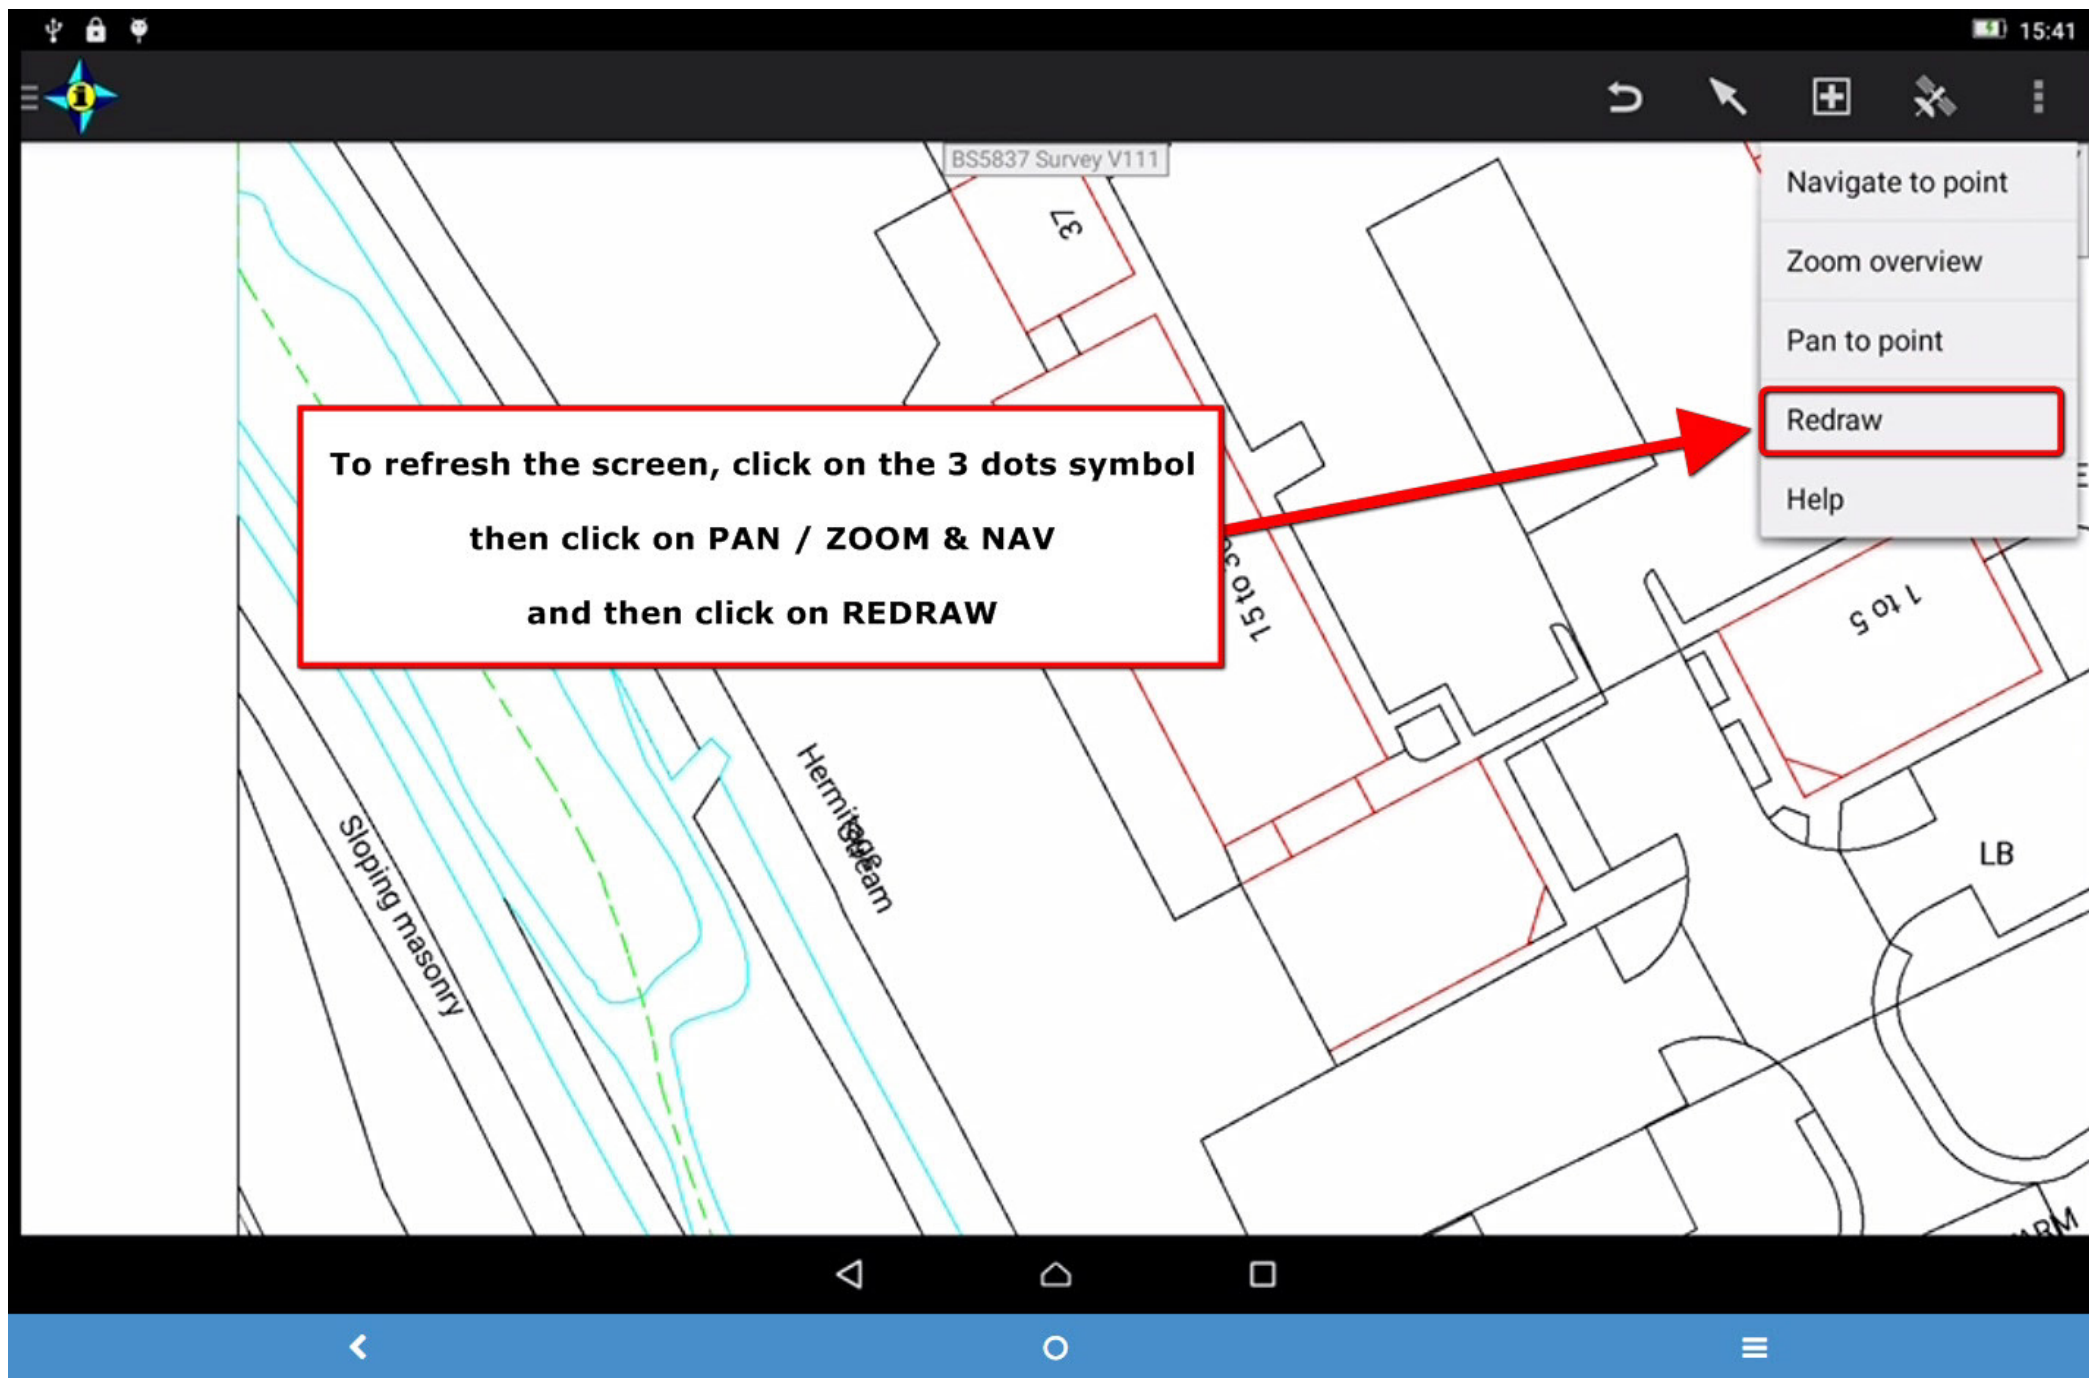 15:41
BS5837 Survey V111
Navigate to point
Zoom overview
Pan to point
Redraw
Help
To refresh the screen, click on the 3 dots symbol
then click on PAN / ZOOM & NAV
and then click on REDRAW
37
15 to
1 to 5
LB
Hermitage
Stream
Sloping masonry